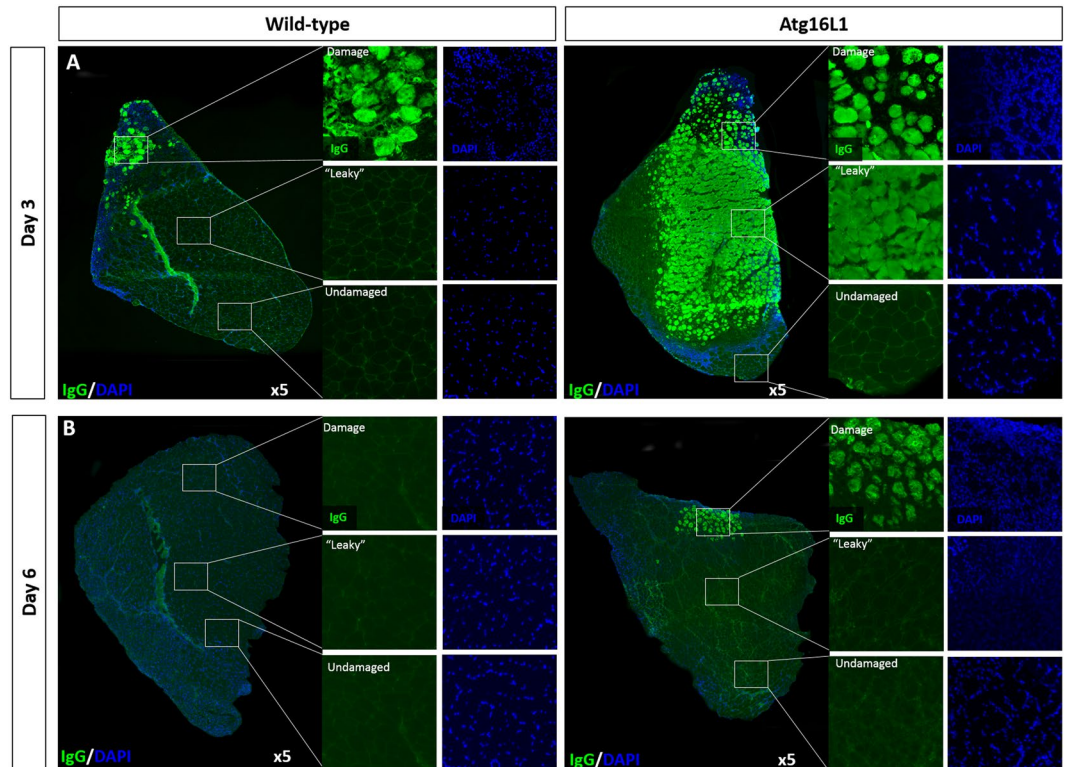 Wild-type
Atg16L1
Day 3
A
Damage
IgG
DAPI
"Leaky"
Undamaged
IgG/DAPI
x5
Damage
IgG
DAPI
"Leaky"
Undamaged
IgG/DAPI
x5
Day 6
B
Damage
IgG
DAPI
"Leaky"
Undamaged
IgG/DAPI
x5
Damage
IgG
DAPI
"Leaky"
Undamaged
IgG/DAPI
x5